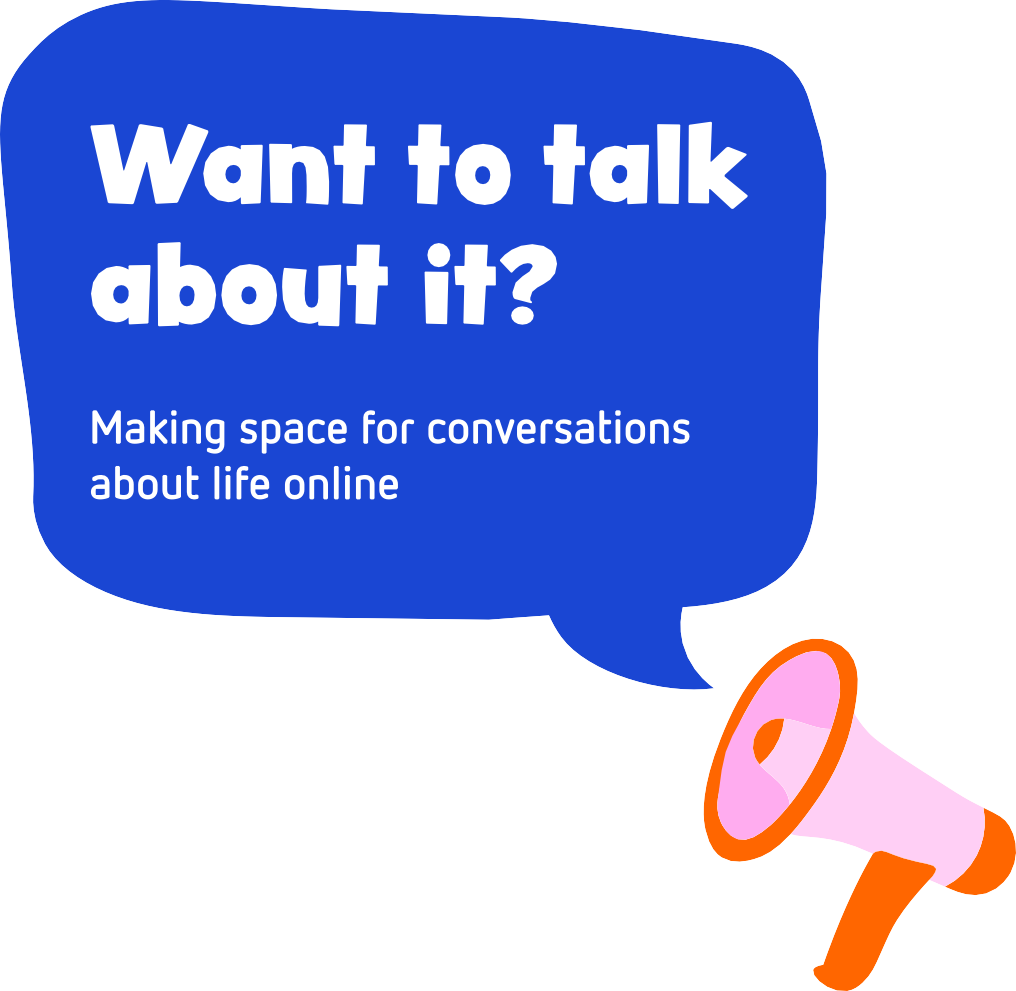 Want to talk
about it?
Making space for conversations
about life online